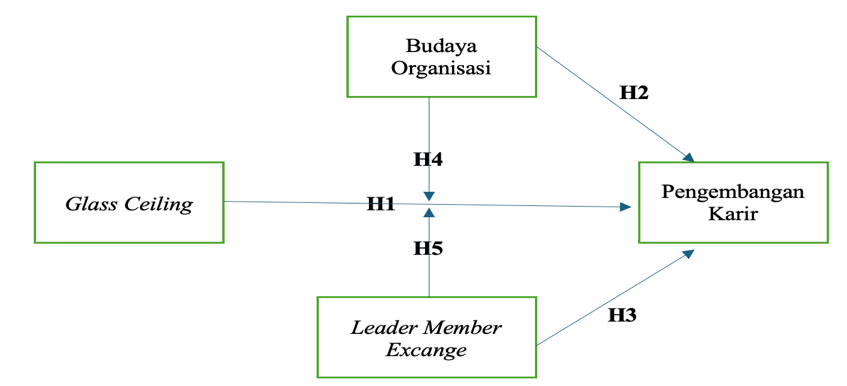 Budaya
Organisasi
H2
H4
Glass Ceiling
H1
Pengembangan
Karir
H5
Leader Member
Excange
H3